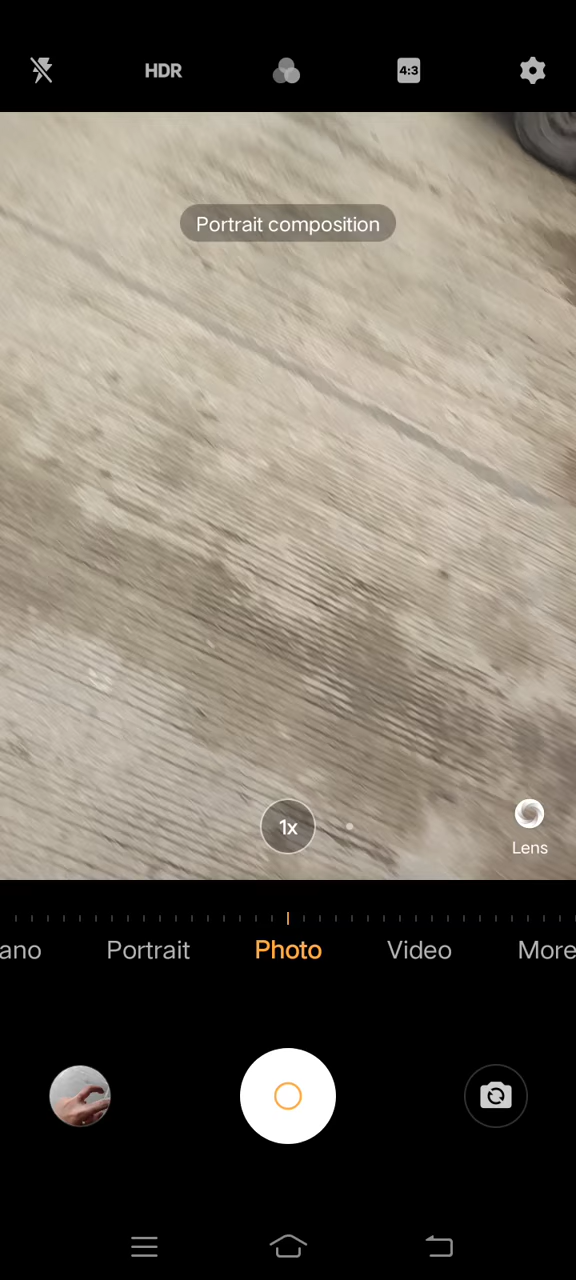 HDR
4:3
Portrait composition
1x
Lens
ano
Portrait
Photo
Video
More